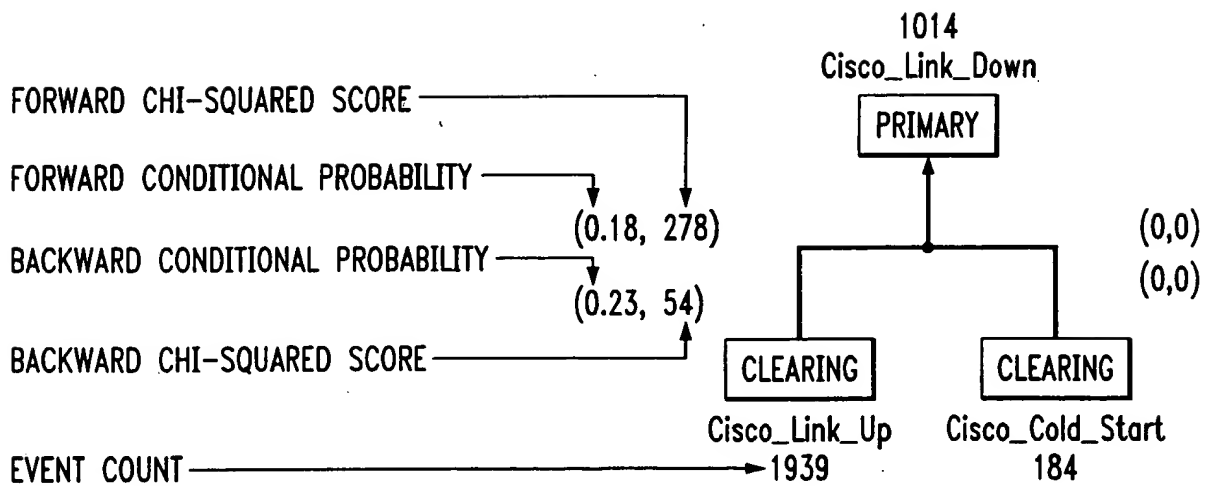 1014
Cisco_Link_Down
FORWARD CHI-SQUARED SCORE
PRIMARY
FORWARD CONDITIONAL PROBABILITY
(0.18, 278)
(0,0)
BACKWARD CONDITIONAL PROBABILITY
(0,0)
(0.23, 54)
BACKWARD CHI-SQUARED SCORE
CLEARING
CLEARING
Cisco_Link_Up
Cisco_Cold_Start
EVENT COUNT
1939
184